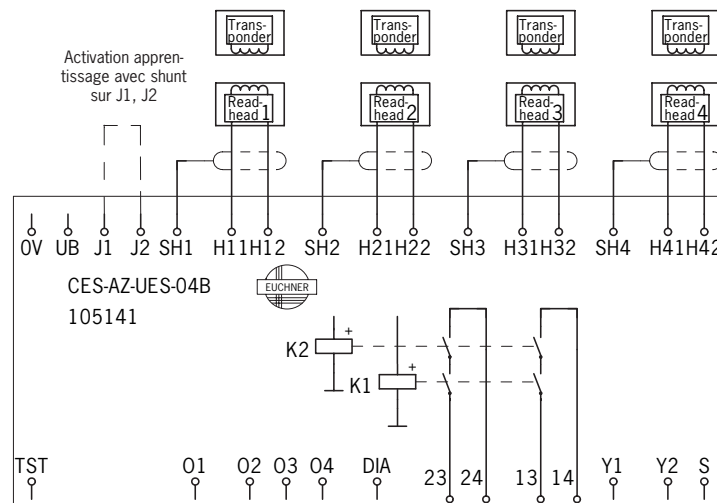 Trans-
ponder
Trans-
ponder
Trans-
ponder
Trans-
ponder
Activation appren-
tissage avec shunt
sur J1, J2
Read-
head 1
Read-
head 2
Read-
head 3
Read-
head 4
0V UB J1 J2 SH1 H11 H12 SH2 H21 H22 SH3 H31 H32 SH4 H41 H42
CES-AZ-UES-04B
EUCHNER
105141
K2 +
K1 +
TST O1 O2 O3 O4 DIA 23 24 13 14 Y1 Y2 S